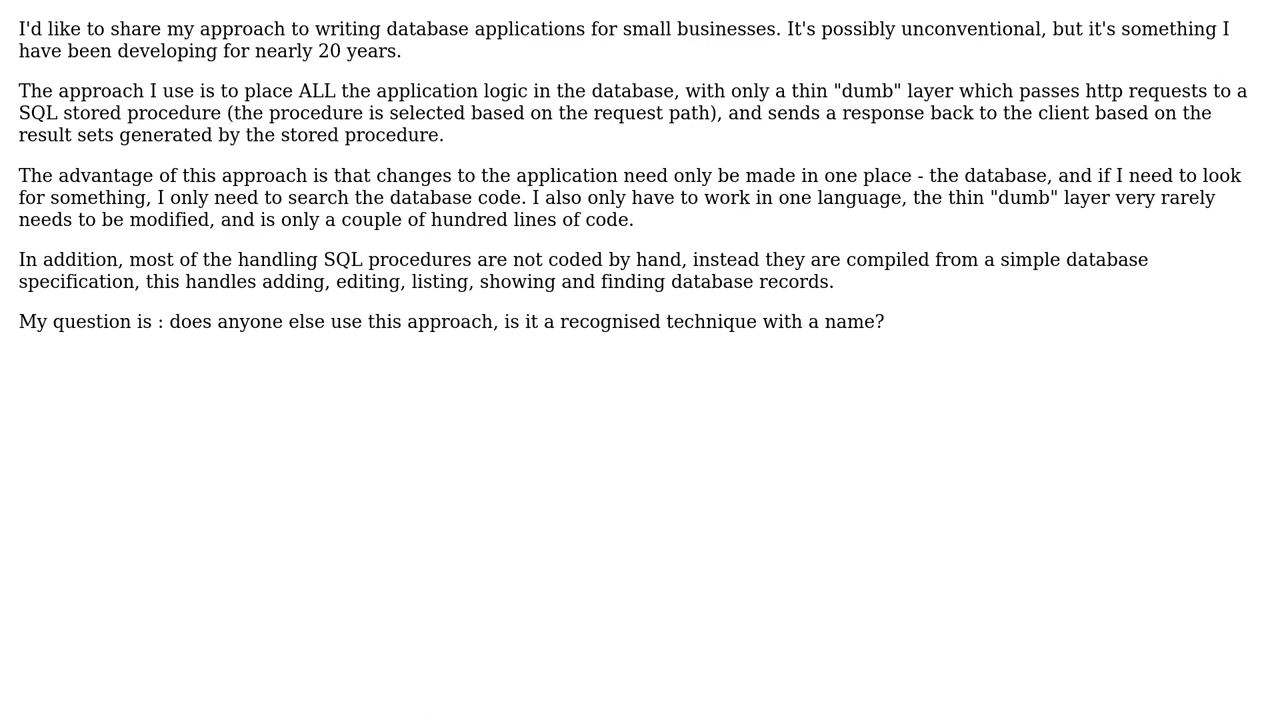 I'd like to share my approach to writing database applications for small businesses. It's possibly unconventional, but it's something I
have been developing for nearly 20 years.
The approach I use is to place ALL the application logic in the database, with only a thin "dumb" layer which passes http requests to a
SQL stored procedure (the procedure is selected based on the request path), and sends a response back to the client based on the
result sets generated by the stored procedure.
The advantage of this approach is that changes to the application need only be made in one place - the database, and if I need to look
for something, I only need to search the database code. I also only have to work in one language, the thin "dumb" layer very rarely
needs to be modified, and is only a couple of hundred lines of code.
In addition, most of the handling SQL procedures are not coded by hand, instead they are compiled from a simple database
specification, this handles adding, editing, listing, showing and finding database records.
My question is : does anyone else use this approach, is it a recognised technique with a name?